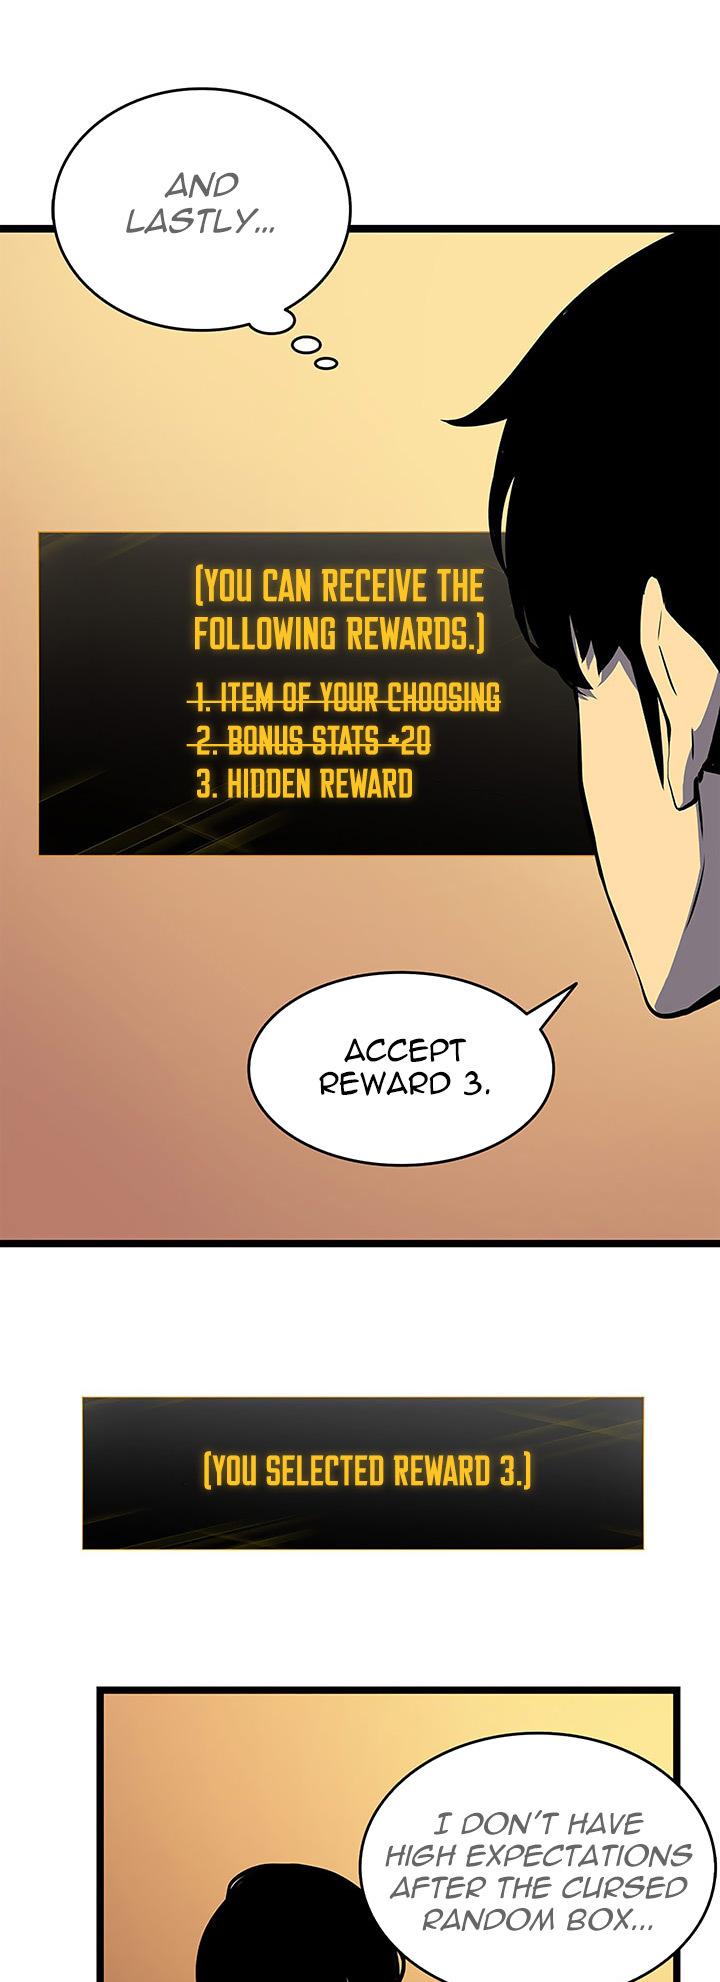 AND
LASTLY...
(YOU CAN RECEIVE THE
FOLLOWING REWARDS.)
1. ITEM OF YOUR CHOOSING
2. BONUS STATS +20
3. HIDDEN REWARD
ACCEPT
REWARD 3.
(YOU SELECTED REWARD 3.)
I DON'T HAVE
HIGH EXPECTATIONS
AFTER THE CURSED
RANDOM BOX...